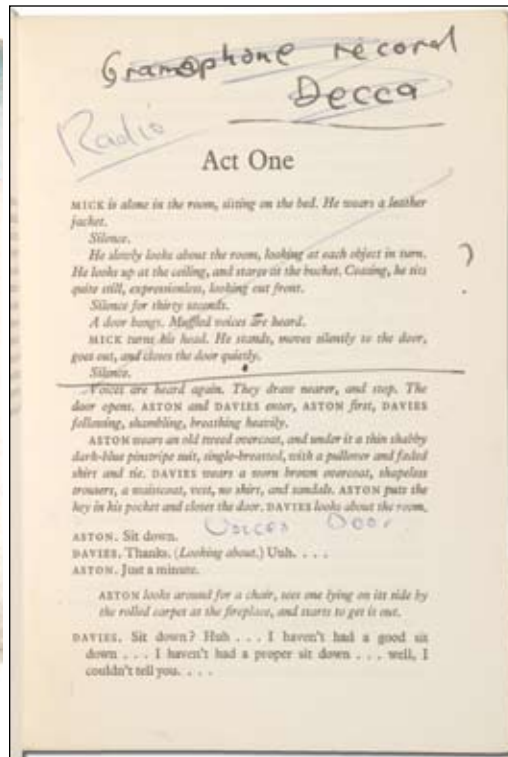 Gramophone record
Decca
Radio
Act One
MICK is alone in the room, sitting on the bed. He wears a leather
jacket.
Silence.
He slowly looks about the room, looking at each object in turn.
He looks up at the ceiling, and stares at the bucket. Ceasing, he sits
quite still, expressionless, looking out front.
Silence for thirty seconds.
A door bangs. Muffled voices are heard.
MICK turns his head. He stands, moves silently to the door,
goes out, and closes the door quietly.
Silence.
Voices are heard again. They draw nearer, and stop. The
door opens. ASTON and DAVIES enter, ASTON first, DAVIES
following, shambling, breathing heavily.
ASTON wears an old tweed overcoat, and under it a thin shabby
dark-blue pinstripe suit, single-breasted, with a pullover and faded
shirt and tie. DAVIES wears a worn brown overcoat, shapeless
trousers, a waistcoat, vest, no shirt, and sandals. ASTON puts the
key in his pocket and closes the door. DAVIES looks about the room.
Voices Door
ASTON. Sit down.
DAVIES. Thanks. (Looking about.) Uuh. . . .
ASTON. Just a minute.
ASTON looks around for a chair, sees one lying on its side by
the rolled carpet at the fireplace, and starts to get it out.
DAVIES. Sit down? Huh . . . I haven't had a good sit
down . . . I haven't had a proper sit down . . . well, I
couldn't tell you. . . .